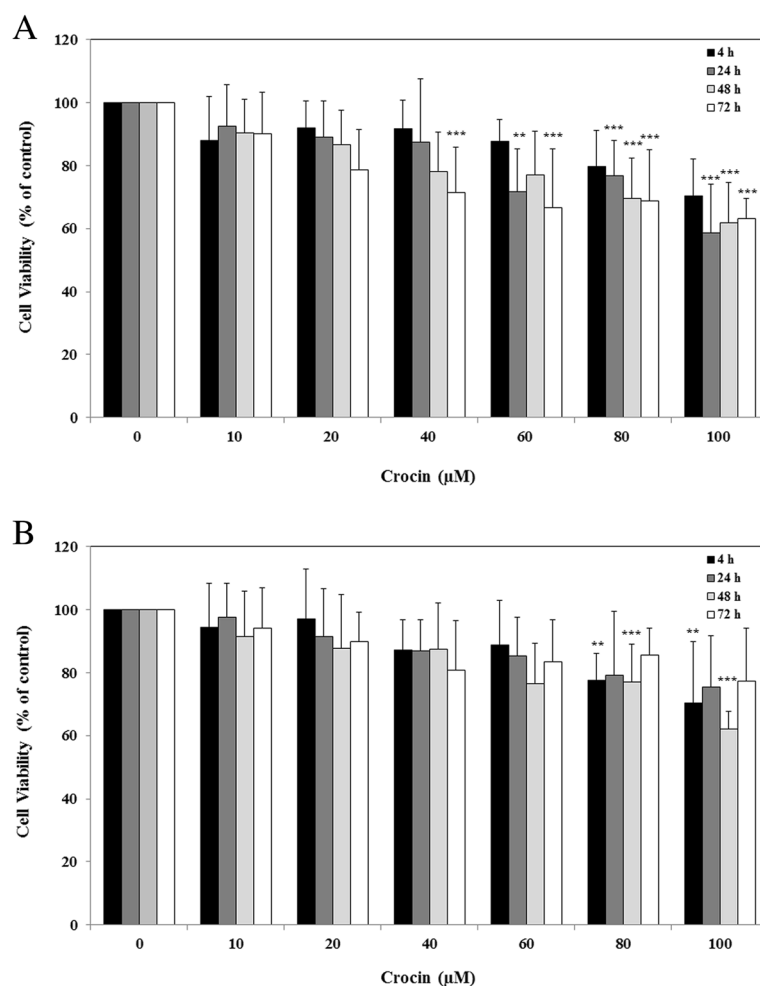 A
120
100
80
60
40
20
0
Cell Viability (% of control)
4 h
24 h
48 h
72 h
***
** ***
*** *** ***
*** *** ***
0 10 20 40 60 80 100
Crocin (µM)
B
120
100
80
60
40
20
0
Cell Viability (% of control)
4 h
24 h
48 h
72 h
** ***
** ***
0 10 20 40 60 80 100
Crocin (µM)